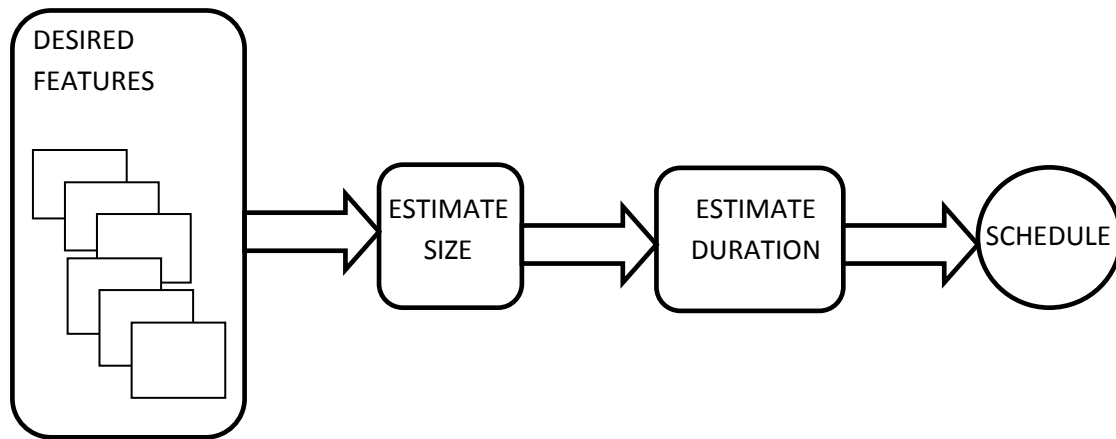 DESIRED
FEATURES
ESTIMATE
SIZE
ESTIMATE
DURATION
SCHEDULE